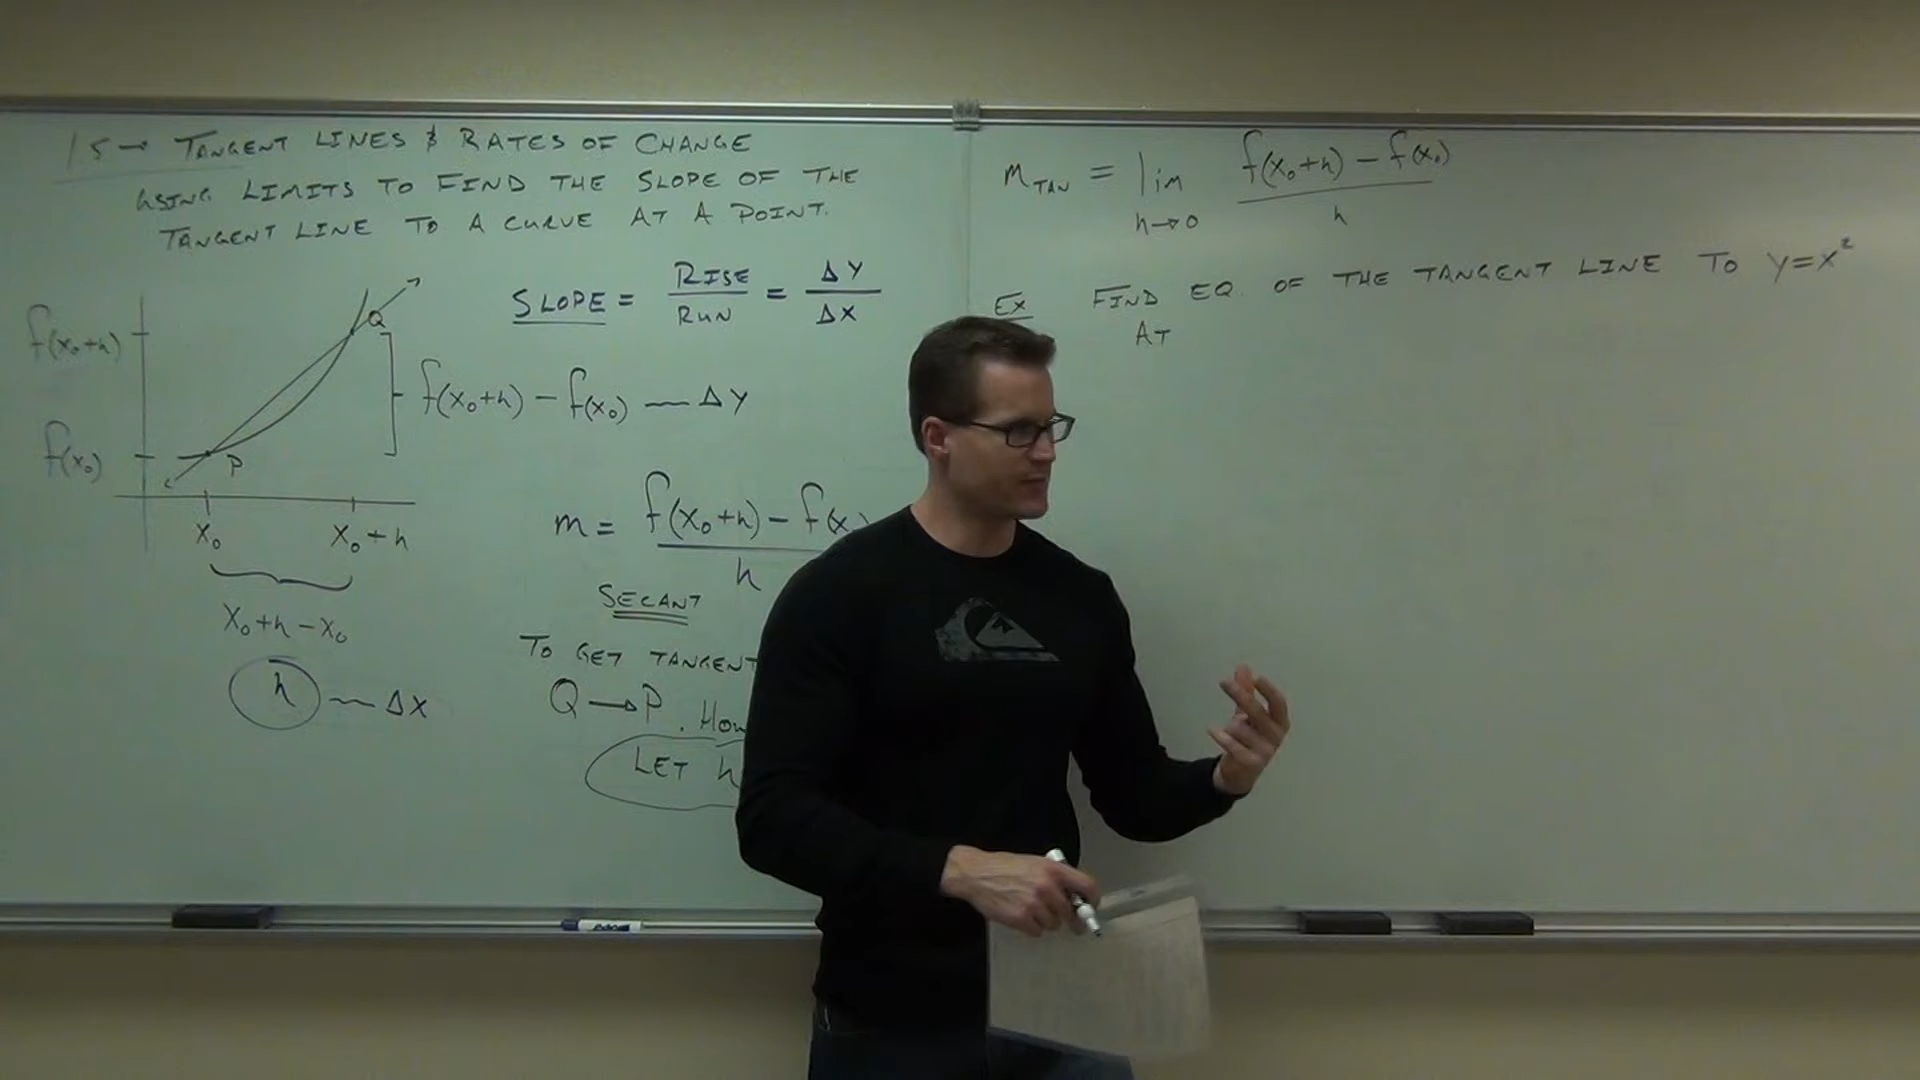 1.5 → TANGENT LINES & RATES OF CHANGE
USING LIMITS TO FIND THE SLOPE OF THE
TANGENT LINE TO A CURVE AT A POINT.
SLOPE = RISE/RUN = ΔY/ΔX
f(x₀+h)
Q
f(x₀+h) − f(x₀) — ΔY
f(x₀)
P
x₀
x₀+h
x₀+h−x₀
h — Δx
m = f(x₀+h) − f(x₀)/h
SECANT
TO GET TANGENT
Q → P. HOW
LET h
m TAN = lim h→0 f(x₀+h) − f(x₀)/h
EX FIND EQ. OF THE TANGENT LINE TO y=x²
AT